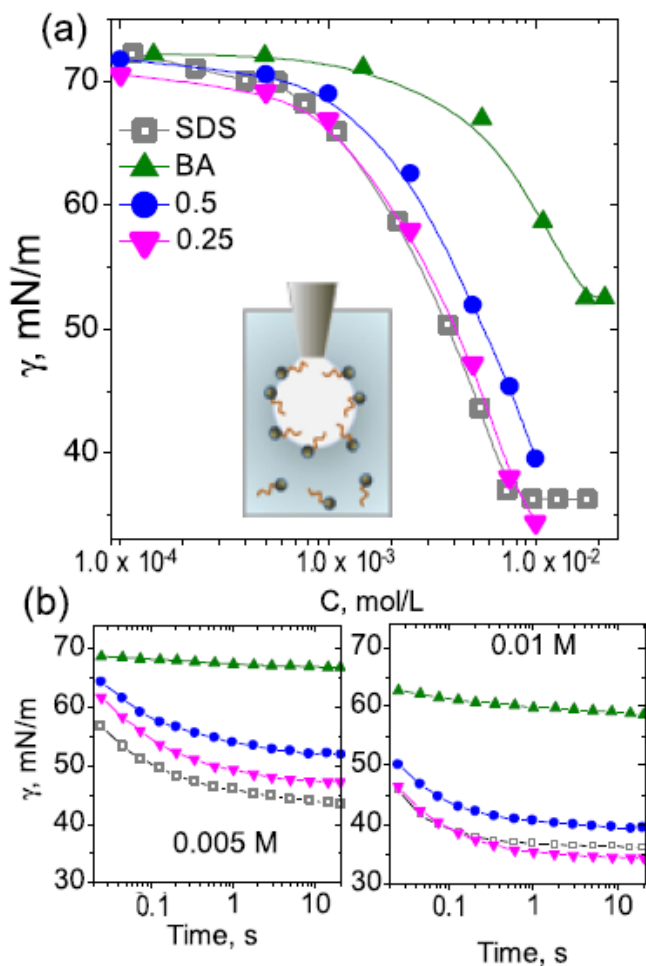 (a)
70
60
50
40
γ, mN/m
SDS
BA
0.5
0.25
1.0 x 10⁻⁴ 1.0 x 10⁻³ 1.0 x 10⁻²
C, mol/L
(b)
70
60
50
40
30
γ, mN/m
0.005 M
0.1 1 10
Time, s
70
60
50
40
30
0.01 M
0.1 1 10
Time, s